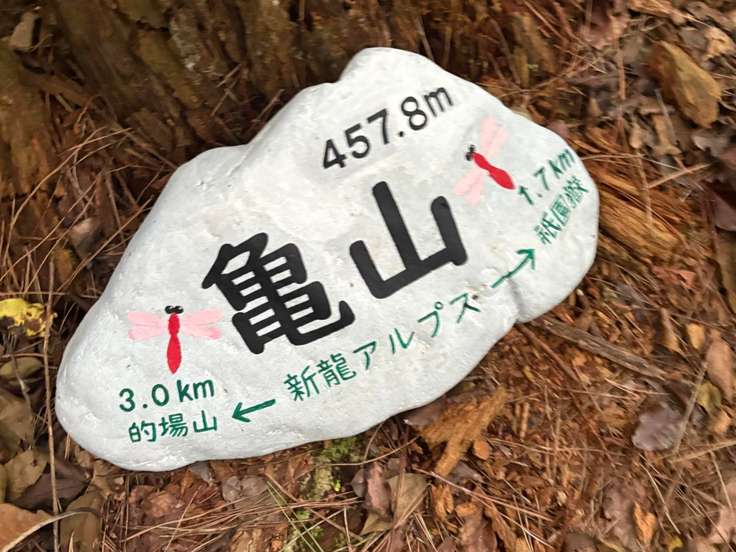 457.8m
亀山
1.7km
祇園嶽
← 新龍アルプス →
3.0km
的場山